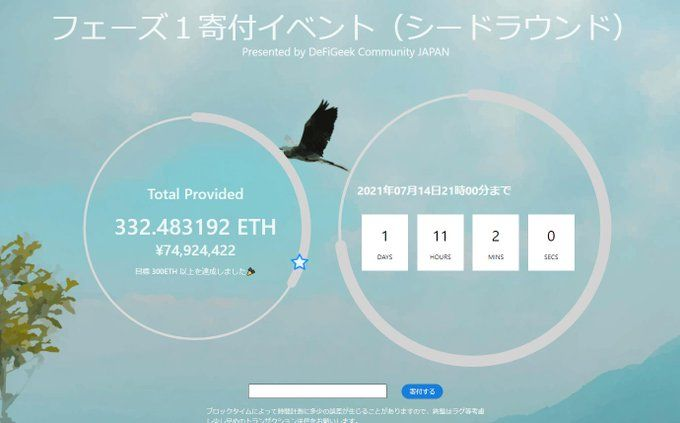 フェーズ１寄付イベント（シードラウンド）
Presented by DeFiGeek Community JAPAN
Total Provided
332.483192 ETH
¥74,924,422
目標 300ETH 以上を達成しました🎉
2021年07月14日21時00分まで
1 11 2 0
DAYS HOURS MINS SECS
寄付する
ブロックタイムによって時間計測に多少の誤差が生じることがありますので、終盤はラグ等考慮